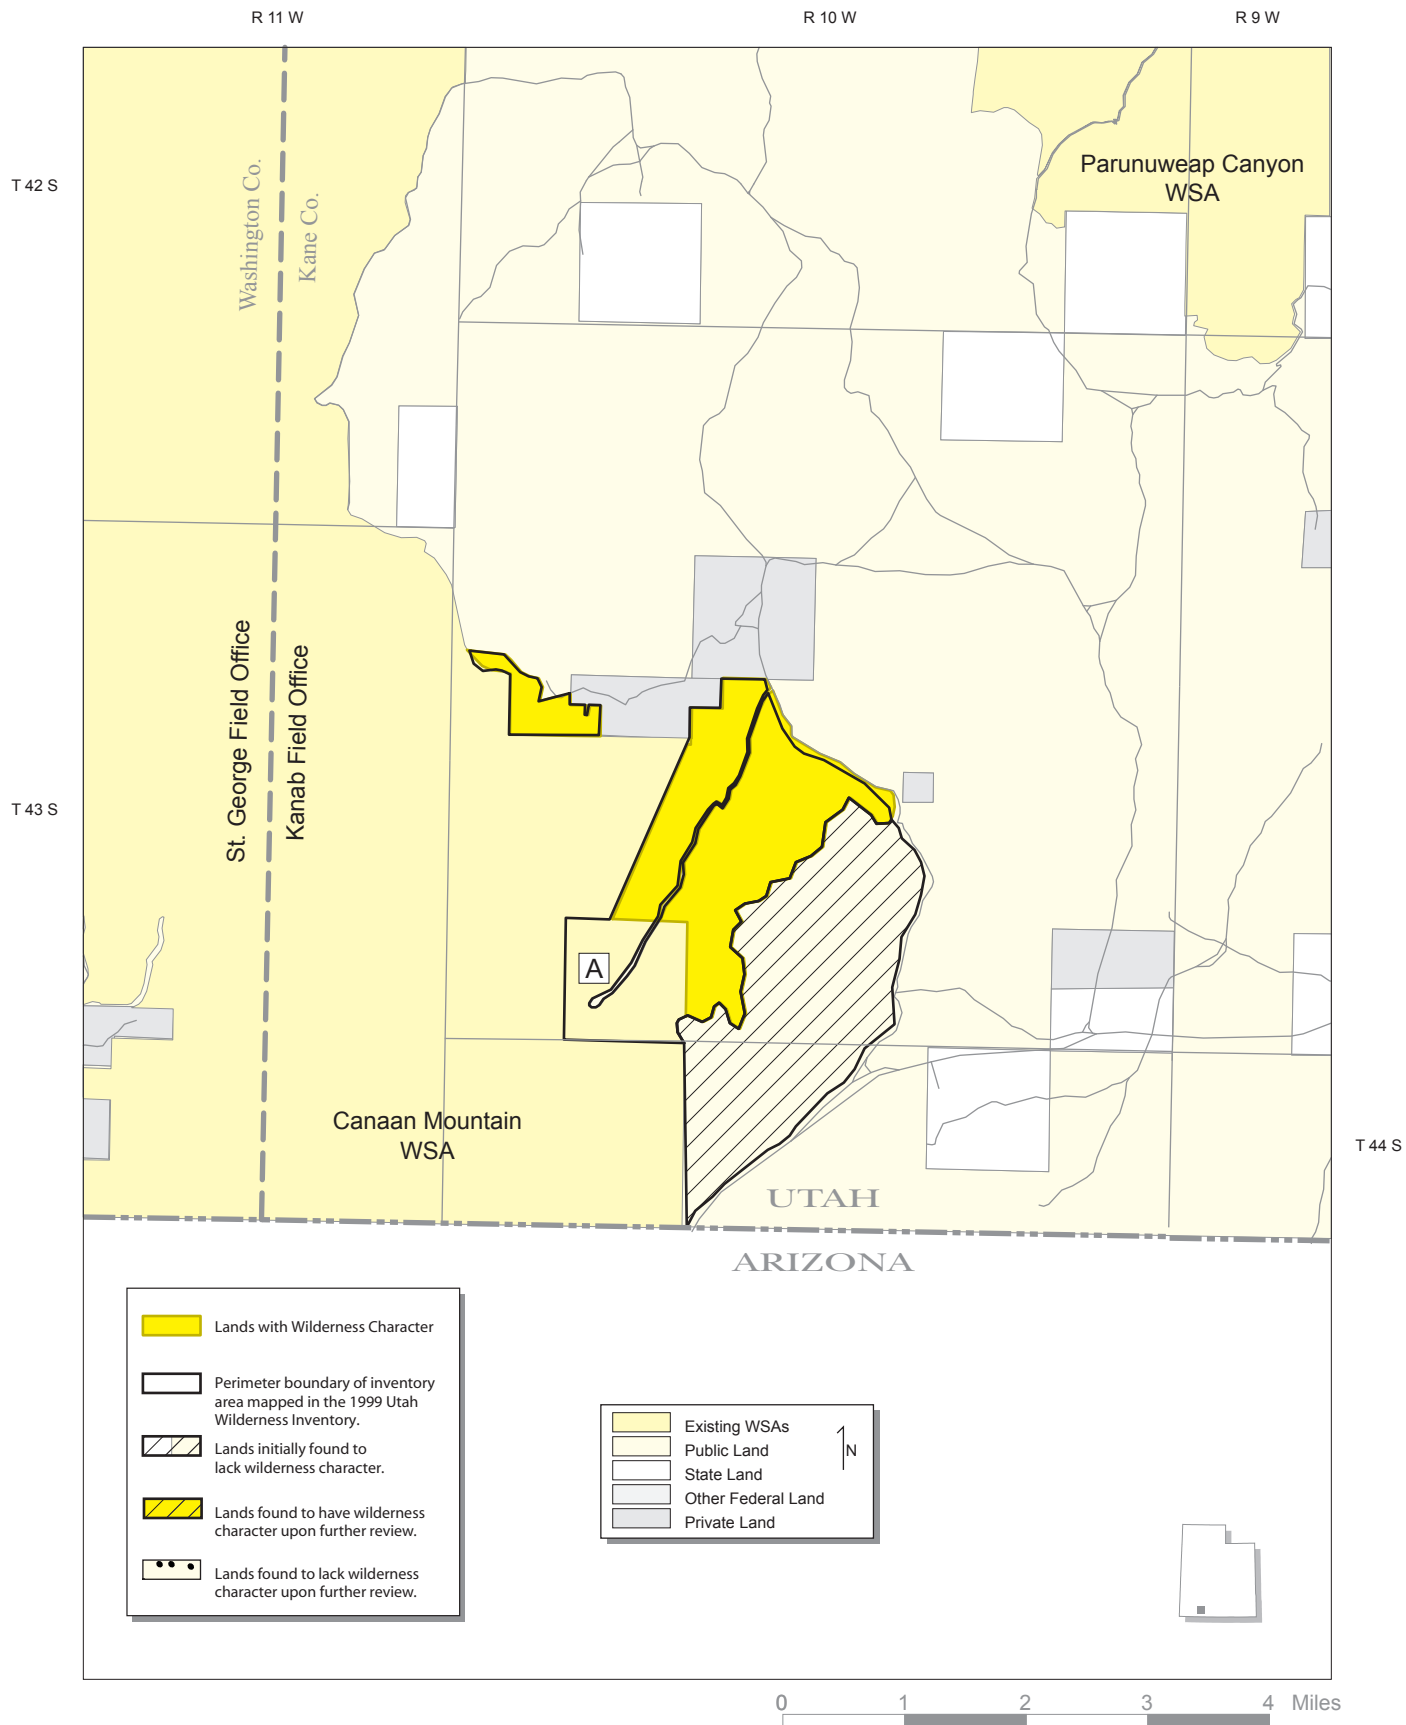 R 11 W
R 10 W
R 9 W
T 42 S
Washington Co.
Kane Co.
Parunuweap Canyon
WSA
St. George Field Office
Kanab Field Office
T 43 S
A
Canaan Mountain
WSA
T 44 S
UTAH
ARIZONA
Lands with Wilderness Character
Perimeter boundary of inventory
area mapped in the 1999 Utah
Wilderness Inventory.
Lands initially found to
lack wilderness character.
Lands found to have wilderness
character upon further review.
Lands found to lack wilderness
character upon further review.
Existing WSAs
Public Land
State Land
Other Federal Land
Private Land
N
0 1 2 3 4 Miles